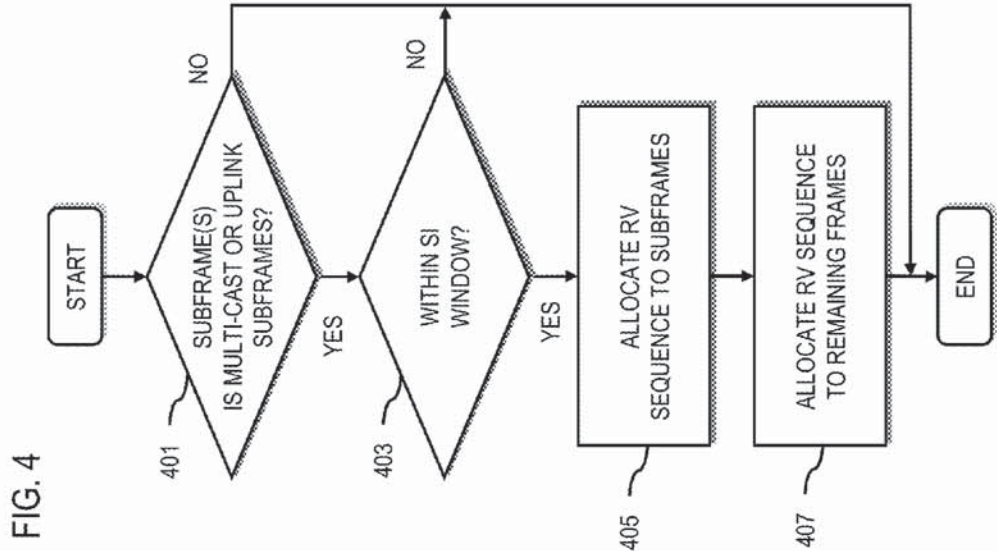 FIG. 4
START
401
SUBFRAME(S)
IS MULTI-CAST OR UPLINK
SUBFRAMES?
NO
YES
403
WITHIN SI
WINDOW?
NO
YES
405
ALLOCATE RV
SEQUENCE TO SUBFRAMES
407
ALLOCATE RV SEQUENCE
TO REMAINING FRAMES
END